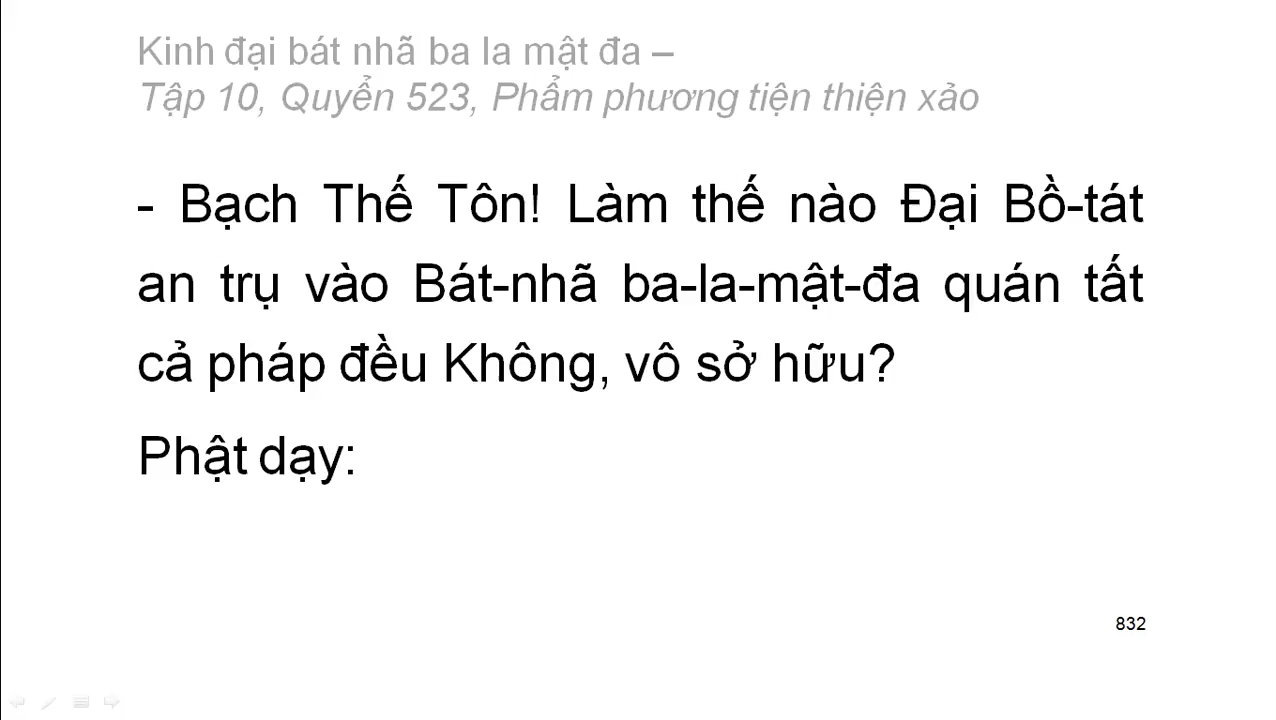 Kinh đại bát nhã ba la mật đa –
Tập 10, Quyển 523, Phẩm phương tiện thiện xảo
- Bạch Thế Tôn! Làm thế nào Đại Bồ-tát
an trụ vào Bát-nhã ba-la-mật-đa quán tất
cả pháp đều Không, vô sở hữu?
Phật dạy:
832